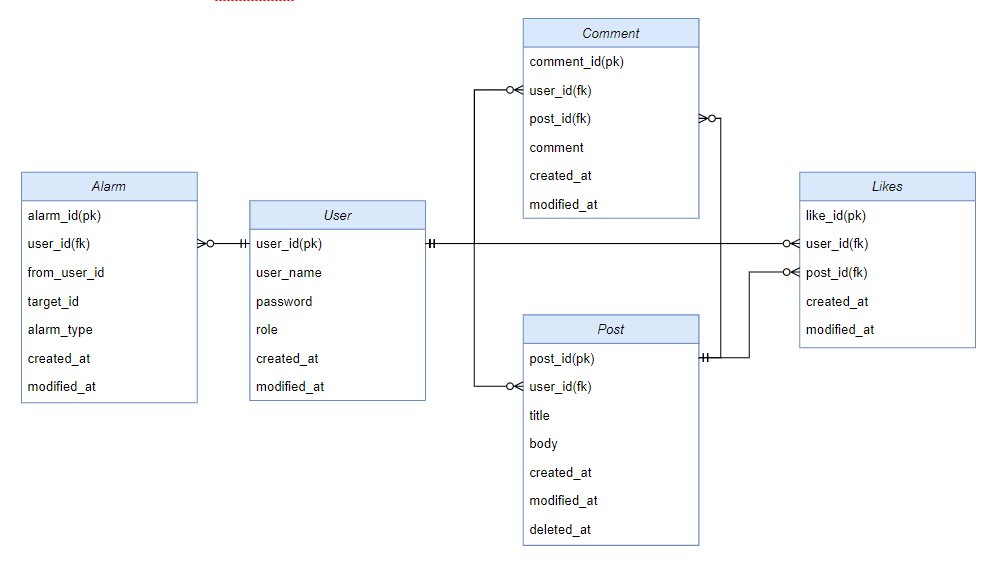 Alarm
alarm_id(pk)
user_id(fk)
from_user_id
target_id
alarm_type
created_at
modified_at
User
user_id(pk)
user_name
password
role
created_at
modified_at
Comment
comment_id(pk)
user_id(fk)
post_id(fk)
comment
created_at
modified_at
Post
post_id(pk)
user_id(fk)
title
body
created_at
modified_at
deleted_at
Likes
like_id(pk)
user_id(fk)
post_id(fk)
created_at
modified_at